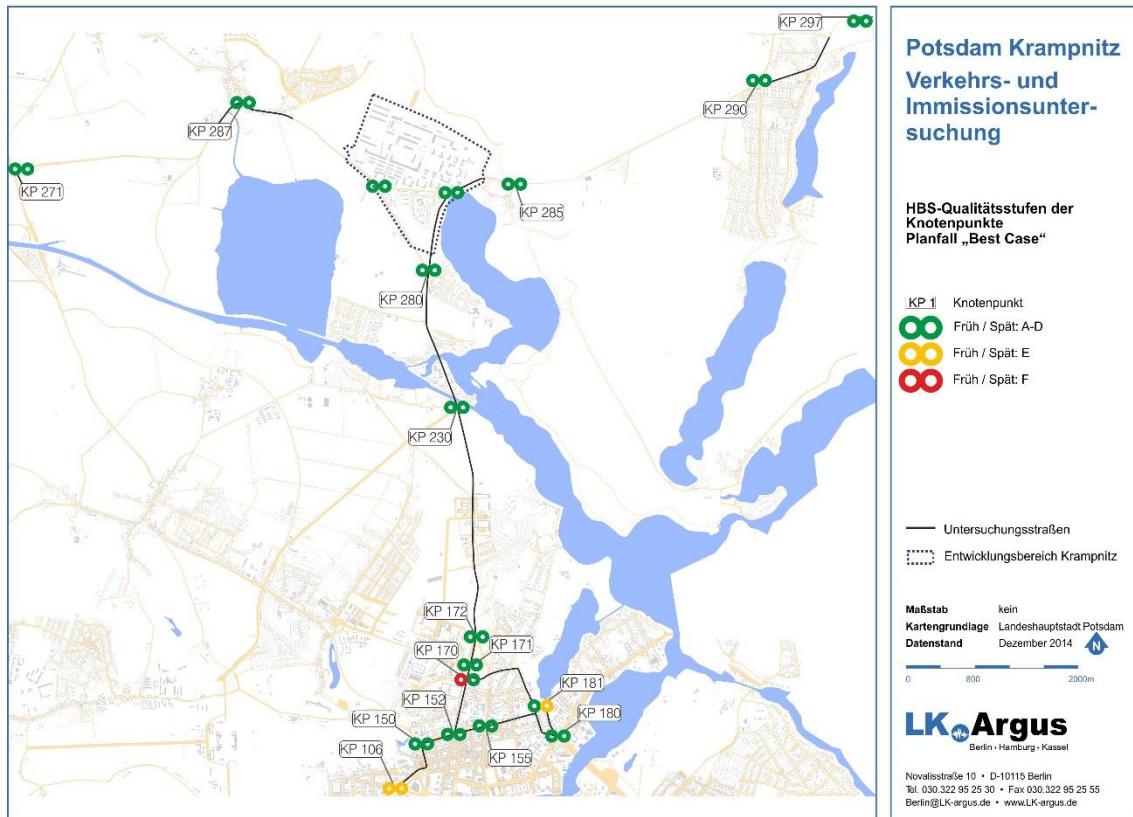 KP 297
KP 290
KP 287
KP 271
KP 285
KP 280
KP 230
KP 172
KP 171
KP 170
KP 181
KP 152
KP 180
KP 150
KP 155
KP 106
Potsdam Krampnitz
Verkehrs- und
Immissionsunter-
suchung
HBS-Qualitätsstufen der
Knotenpunkte
Planfall „Best Case“
KP 1 Knotenpunkt
Früh / Spät: A-D
Früh / Spät: E
Früh / Spät: F
Untersuchungsstraßen
Entwicklungsbereich Krampnitz
Maßstab kein
Kartengrundlage Landeshauptstadt Potsdam
Datenstand Dezember 2014
N
0 800 2000m
LK Argus
Berlin • Hamburg • Kassel
Novalisstraße 10 • D-10115 Berlin
Tel. 030.322 95 25 30 • Fax 030.322 95 25 55
Berlin@LK-argus.de • www.LK-argus.de